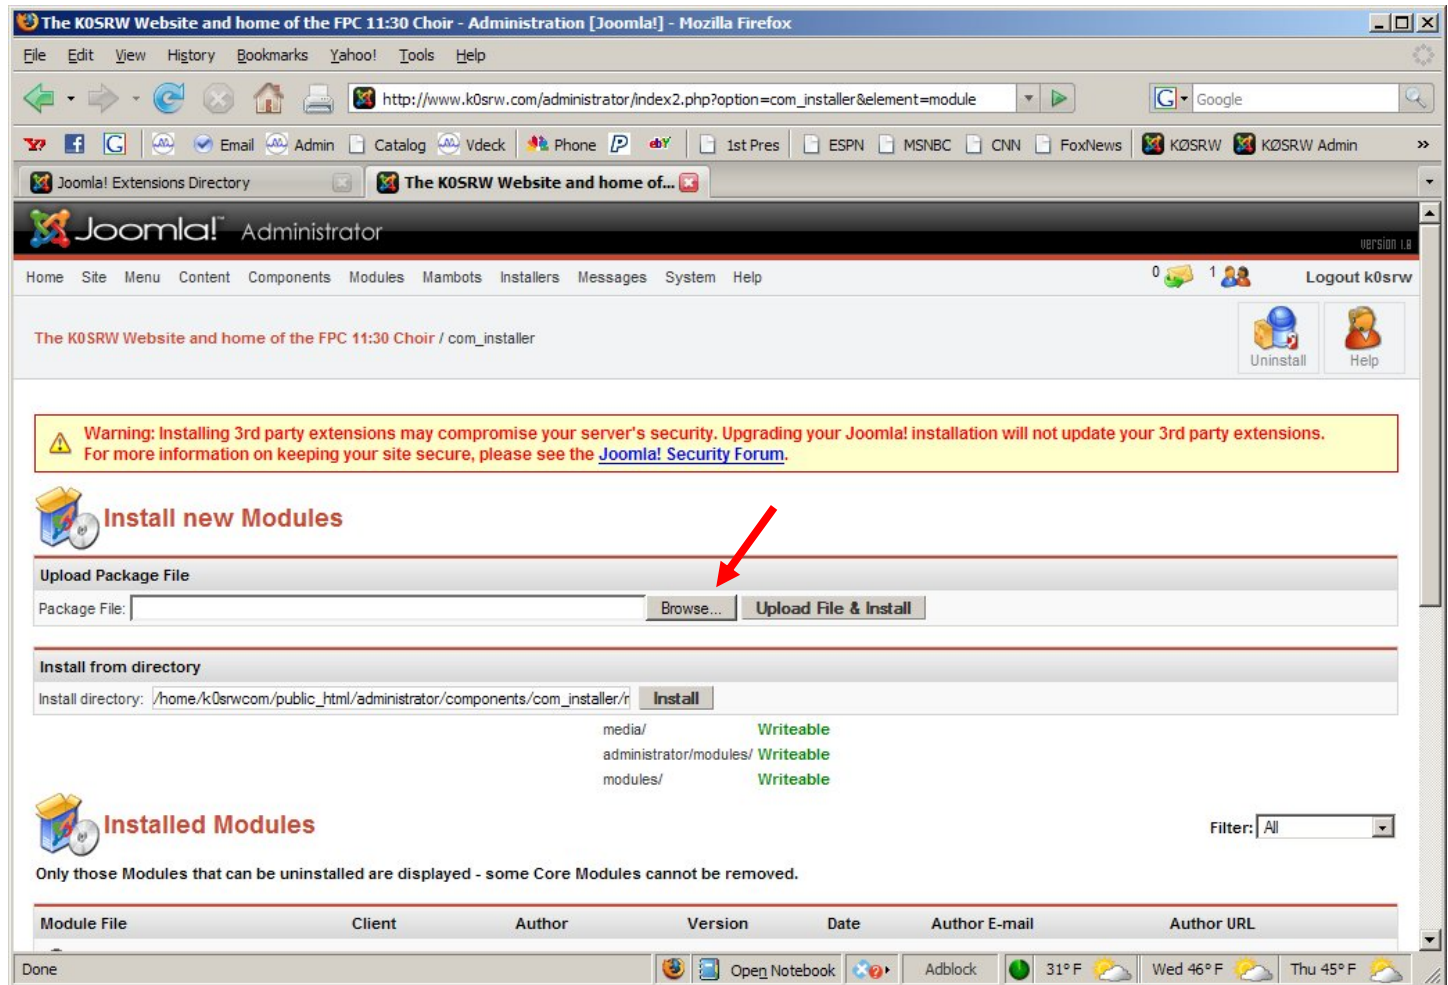 The K0SRW Website and home of the FPC 11:30 Choir - Administration [Joomla!] - Mozilla Firefox
File Edit View History Bookmarks Yahoo! Tools Help
http://www.k0srw.com/administrator/index2.php?option=com_installer&element=module G Google
Y? f G Email Admin Catalog Vdeck Phone P ebY 1st Pres ESPN MSNBC CNN FoxNews KØSRW KØSRW Admin »
Joomla! Extensions Directory The K0SRW Website and home of...
Joomla!™ Administrator
version 1.0
Home Site Menu Content Components Modules Mambots Installers Messages System Help 0 1 Logout k0srw
The K0SRW Website and home of the FPC 11:30 Choir / com_installer
Uninstall Help
Warning: Installing 3rd party extensions may compromise your server's security. Upgrading your Joomla! installation will not update your 3rd party extensions.
For more information on keeping your site secure, please see the Joomla! Security Forum.
Install new Modules
Upload Package File
Package File: Browse... Upload File & Install
Install from directory
Install directory: /home/k0srwcom/public_html/administrator/components/com_installer/r Install
media/ Writeable
administrator/modules/ Writeable
modules/ Writeable
Installed Modules
Filter: All
Only those Modules that can be uninstalled are displayed - some Core Modules cannot be removed.
Module File Client Author Version Date Author E-mail Author URL
Done Open Notebook Adblock 31° F Wed 46° F Thu 45° F